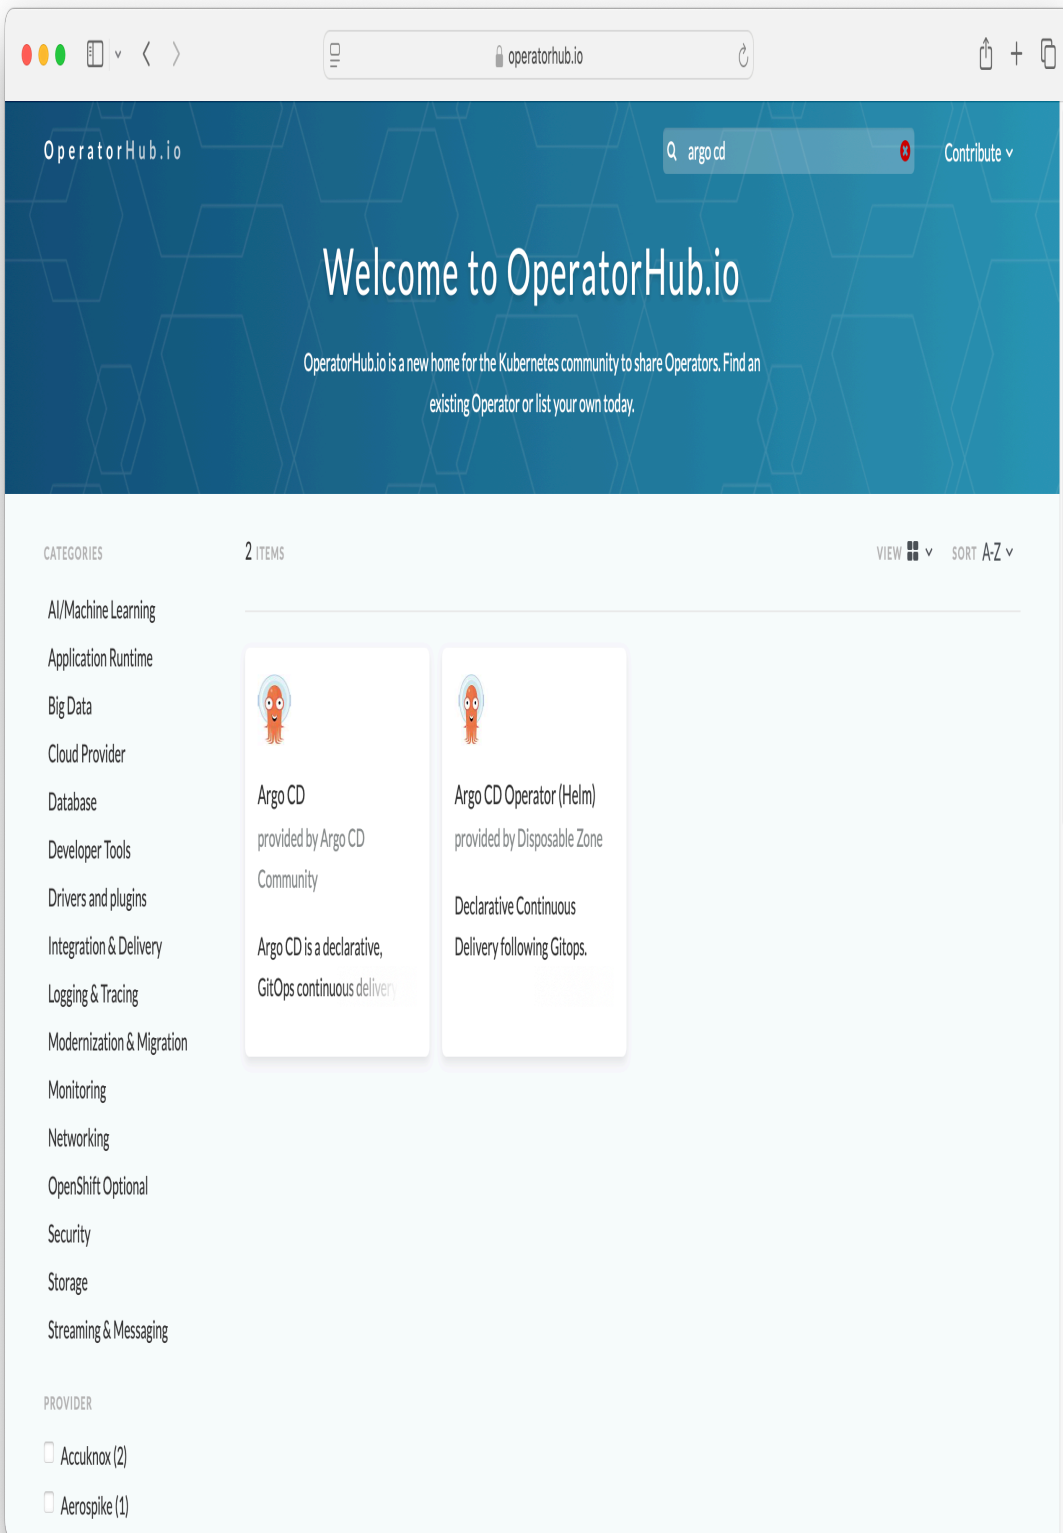 operatorhub.io
OperatorHub.io
argo cd
Contribute
Welcome to OperatorHub.io
OperatorHub.io is a new home for the Kubernetes community to share Operators. Find an
existing Operator or list your own today.
CATEGORIES
2 ITEMS
VIEW
SORT A-Z
AI/Machine Learning
Application Runtime
Big Data
Cloud Provider
Database
Developer Tools
Drivers and plugins
Integration & Delivery
Logging & Tracing
Modernization & Migration
Monitoring
Networking
OpenShift Optional
Security
Storage
Streaming & Messaging
PROVIDER
Accuknox (2)
Aerospike (1)
Argo CD
provided by Argo CD
Community
Argo CD is a declarative,
GitOps continuous delivery
Argo CD Operator (Helm)
provided by Disposable Zone
Declarative Continuous
Delivery following Gitops.